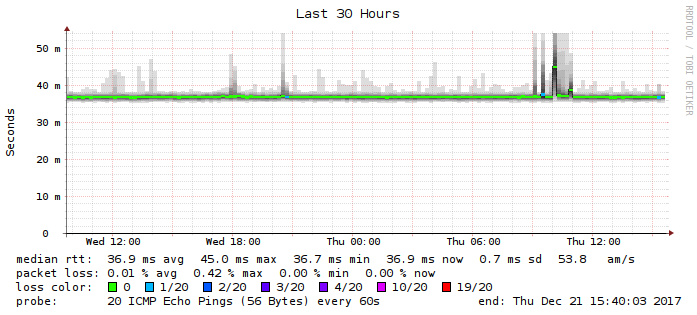 Last 30 Hours
RRDTOOL / TOBI OETIKER
Seconds
50 m
40 m
30 m
20 m
10 m
0
Wed 12:00 Wed 18:00 Thu 00:00 Thu 06:00 Thu 12:00
median rtt: 36.9 ms avg 45.0 ms max 36.7 ms min 36.9 ms now 0.7 ms sd 53.8 am/s
packet loss: 0.01 % avg 0.42 % max 0.00 % min 0.00 % now
loss color: 0 1/20 2/20 3/20 4/20 10/20 19/20
probe: 20 ICMP Echo Pings (56 Bytes) every 60s end: Thu Dec 21 15:40:03 2017